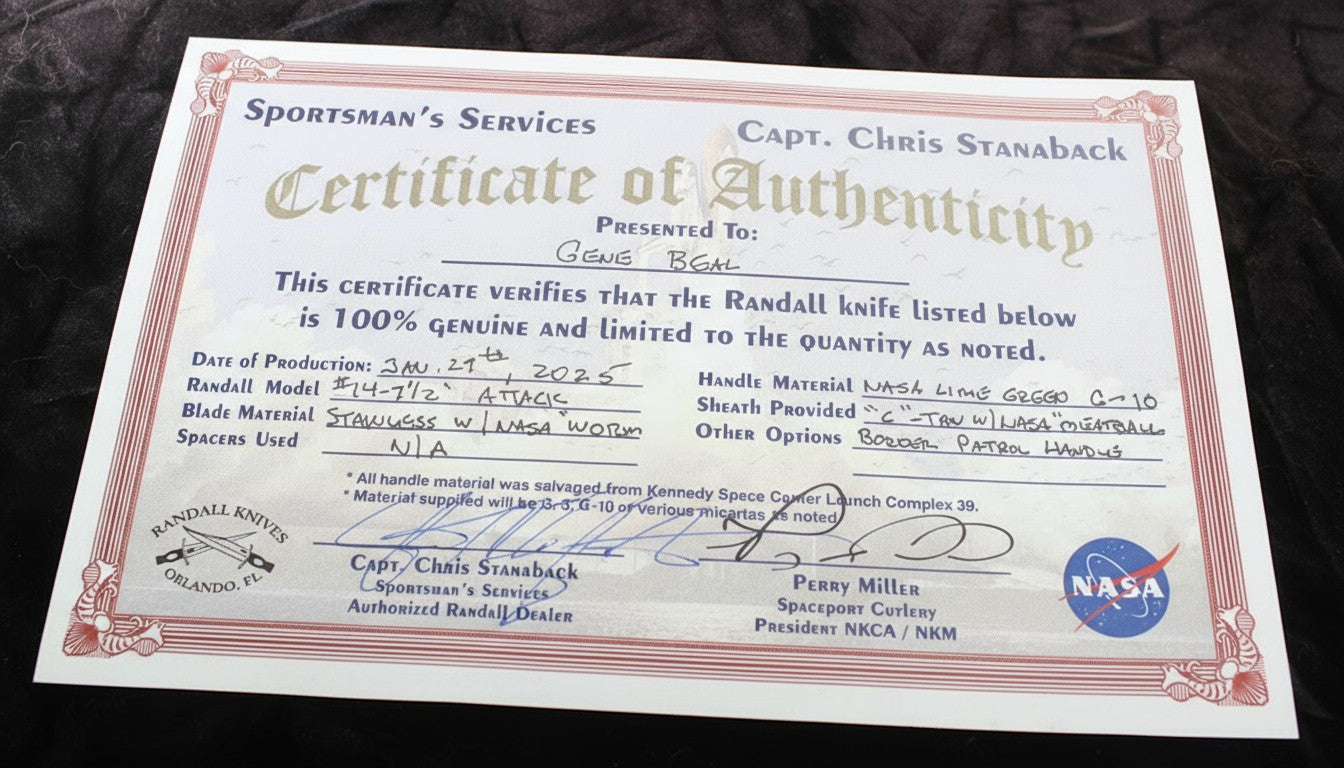 Sportsman's Services
Capt. Chris Stanaback
Certificate of Authenticity
Presented To:
GENE BEAL
This certificate verifies that the Randall knife listed below
is 100% genuine and limited to the quantity as noted.
Date of Production: JAN. 29th, 2025
Randall Model #14-7 1/2" ATTACK
Blade Material STAINLESS W/NASA "WORM"
Spacers Used N/A
Handle Material NASA LIME GREEN G-10
Sheath Provided "C"-TAN W/NASA "MEATBALL"
Other Options BORDER PATROL HANDLE
* All handle material was salvaged from Kennedy Spece Center Launch Complex 39.
* Material suppifed will be G-10 or verious micartas as noted
RANDALL KNIVES
ORLANDO, FL
Capt. Chris Stanaback
Sportsman's Services
Authorized Randall Dealer
Perry Miller
Spaceport Cutlery
President NKCA / NKM
NASA